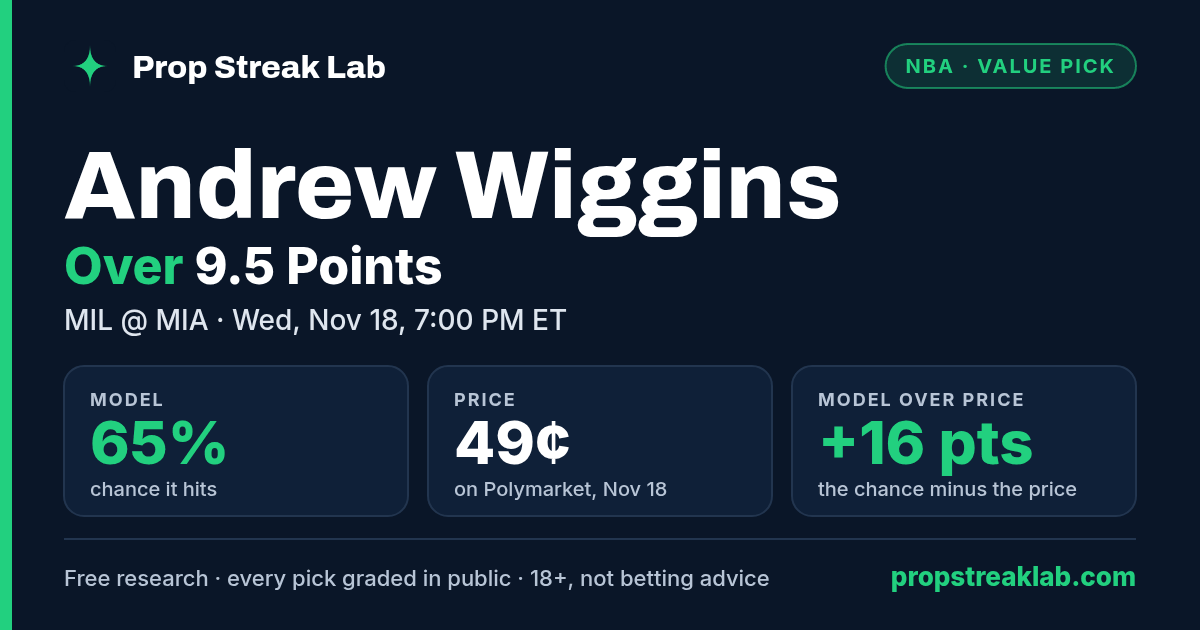 Prop Streak Lab
NBA · VALUE PICK
Andrew Wiggins
Over 9.5 Points
MIL @ MIA · Wed, Nov 18, 7:00 PM ET
MODEL
65%
chance it hits
PRICE
49¢
on Polymarket, Nov 18
MODEL OVER PRICE
+16 pts
the chance minus the price
Free research · every pick graded in public · 18+, not betting advice
propstreaklab.com